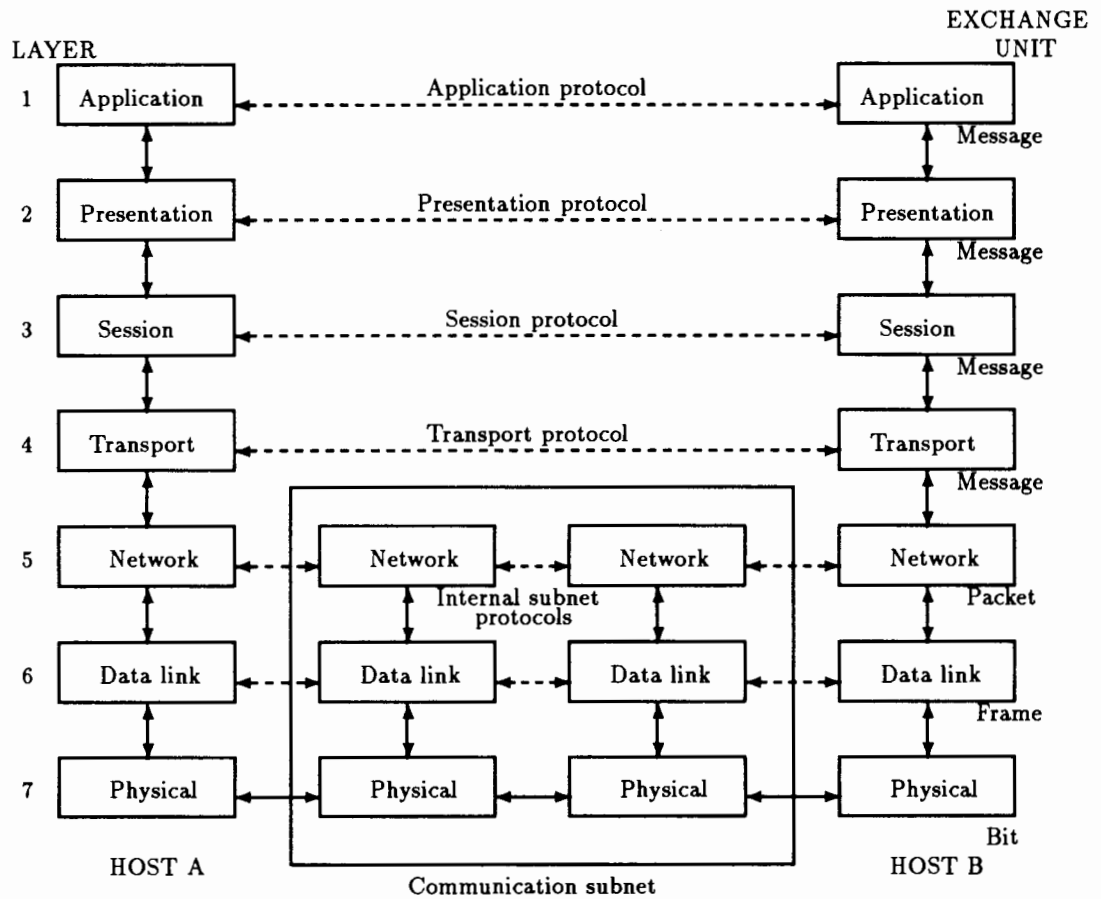 EXCHANGE
UNIT
LAYER
1
Application
Application protocol
Application
Message
2
Presentation
Presentation protocol
Presentation
Message
3
Session
Session protocol
Session
Message
4
Transport
Transport protocol
Transport
Message
5
Network
Network
Network
Network
Internal subnet
protocols
Packet
6
Data link
Data link
Data link
Data link
Frame
7
Physical
Physical
Physical
Physical
Bit
HOST A
HOST B
Communication subnet